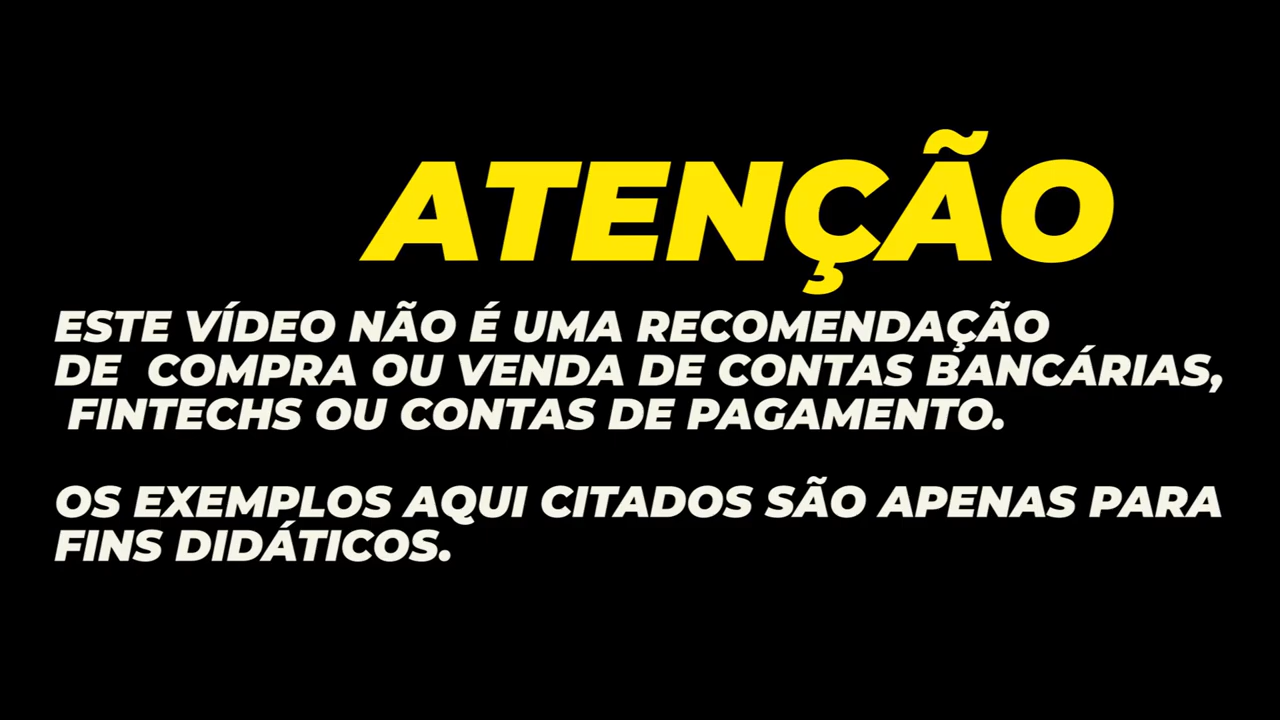 ATENÇÃO
ESTE VÍDEO NÃO É UMA RECOMENDAÇÃO
DE  COMPRA OU VENDA DE CONTAS BANCÁRIAS,
FINTECHS OU CONTAS DE PAGAMENTO.
OS EXEMPLOS AQUI CITADOS SÃO APENAS PARA
FINS DIDÁTICOS.